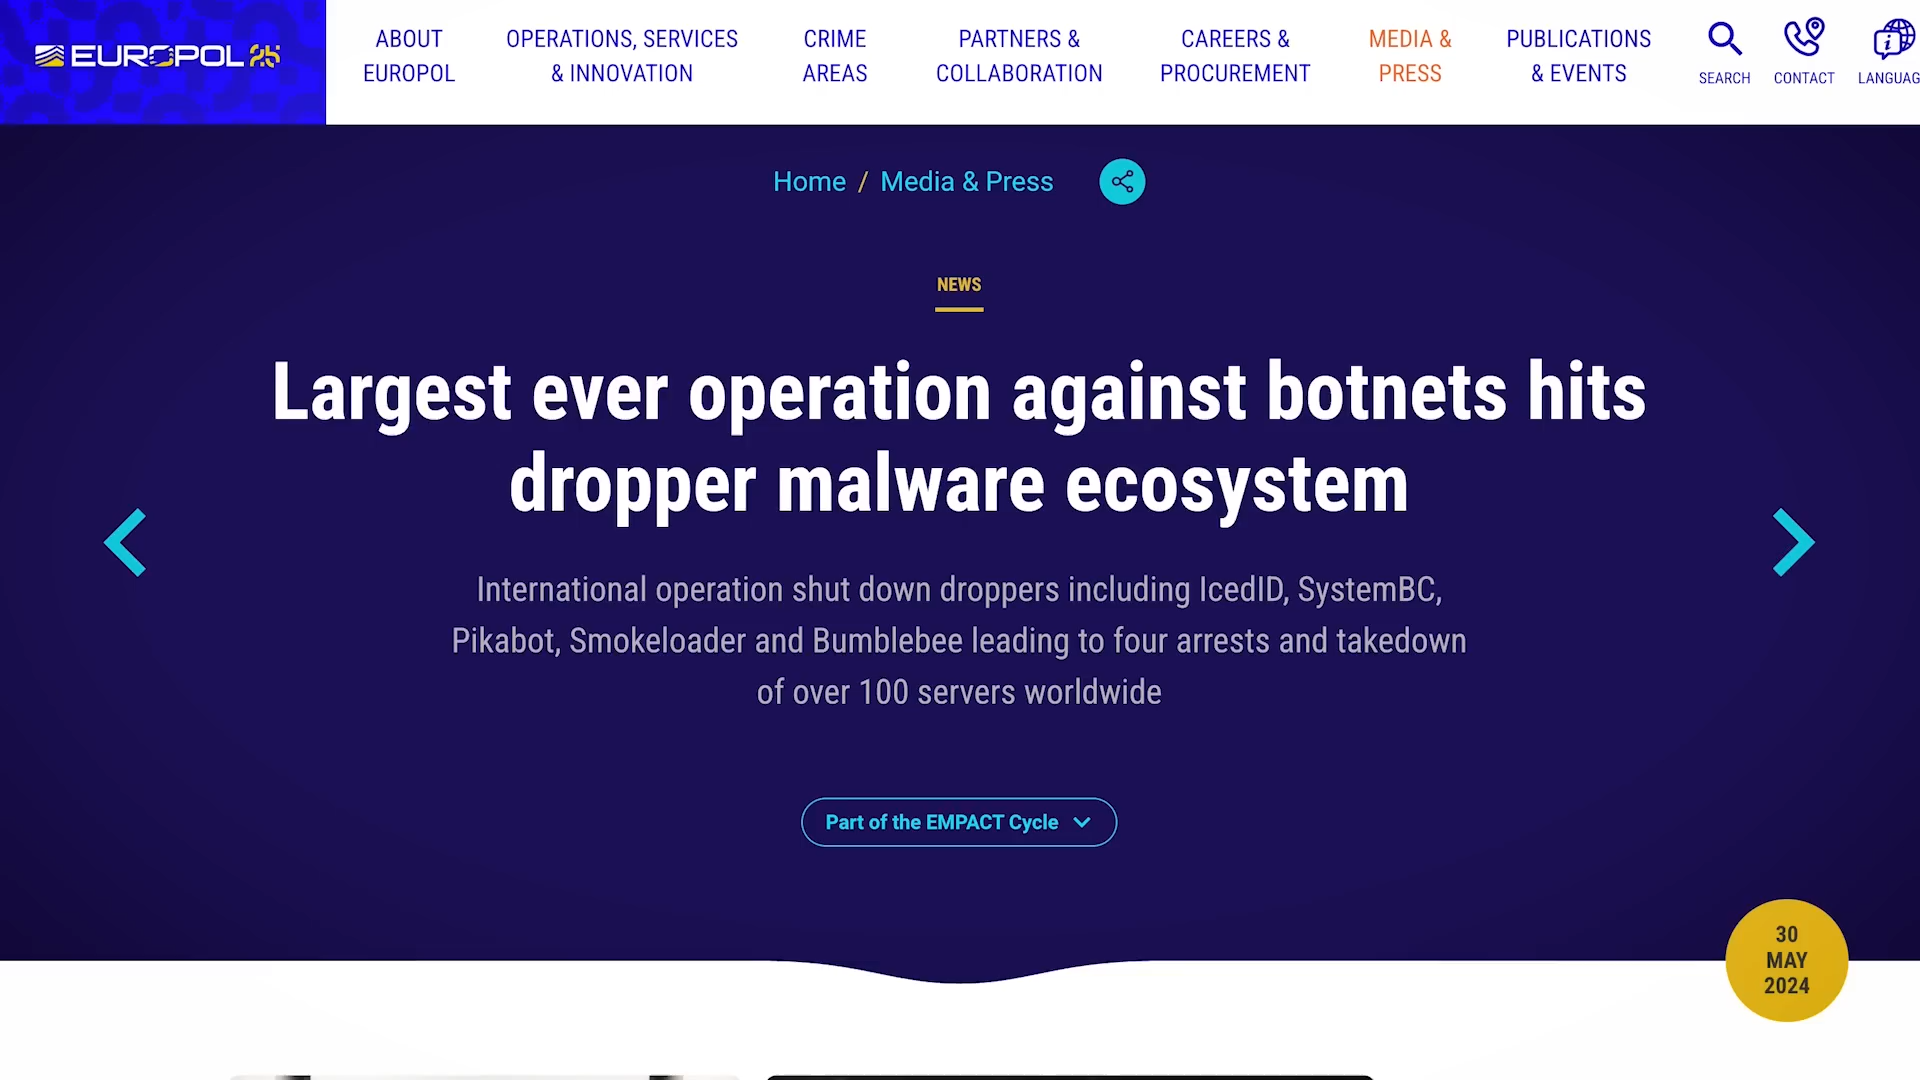 EUROPOL 25
ABOUT
EUROPOL
OPERATIONS, SERVICES
& INNOVATION
CRIME
AREAS
PARTNERS &
COLLABORATION
CAREERS &
PROCUREMENT
MEDIA &
PRESS
PUBLICATIONS
& EVENTS
SEARCH
CONTACT
LANGUAG
Home / Media & Press
NEWS
Largest ever operation against botnets hits
dropper malware ecosystem
International operation shut down droppers including IcedID, SystemBC,
Pikabot, Smokeloader and Bumblebee leading to four arrests and takedown
of over 100 servers worldwide
Part of the EMPACT Cycle
30
MAY
2024